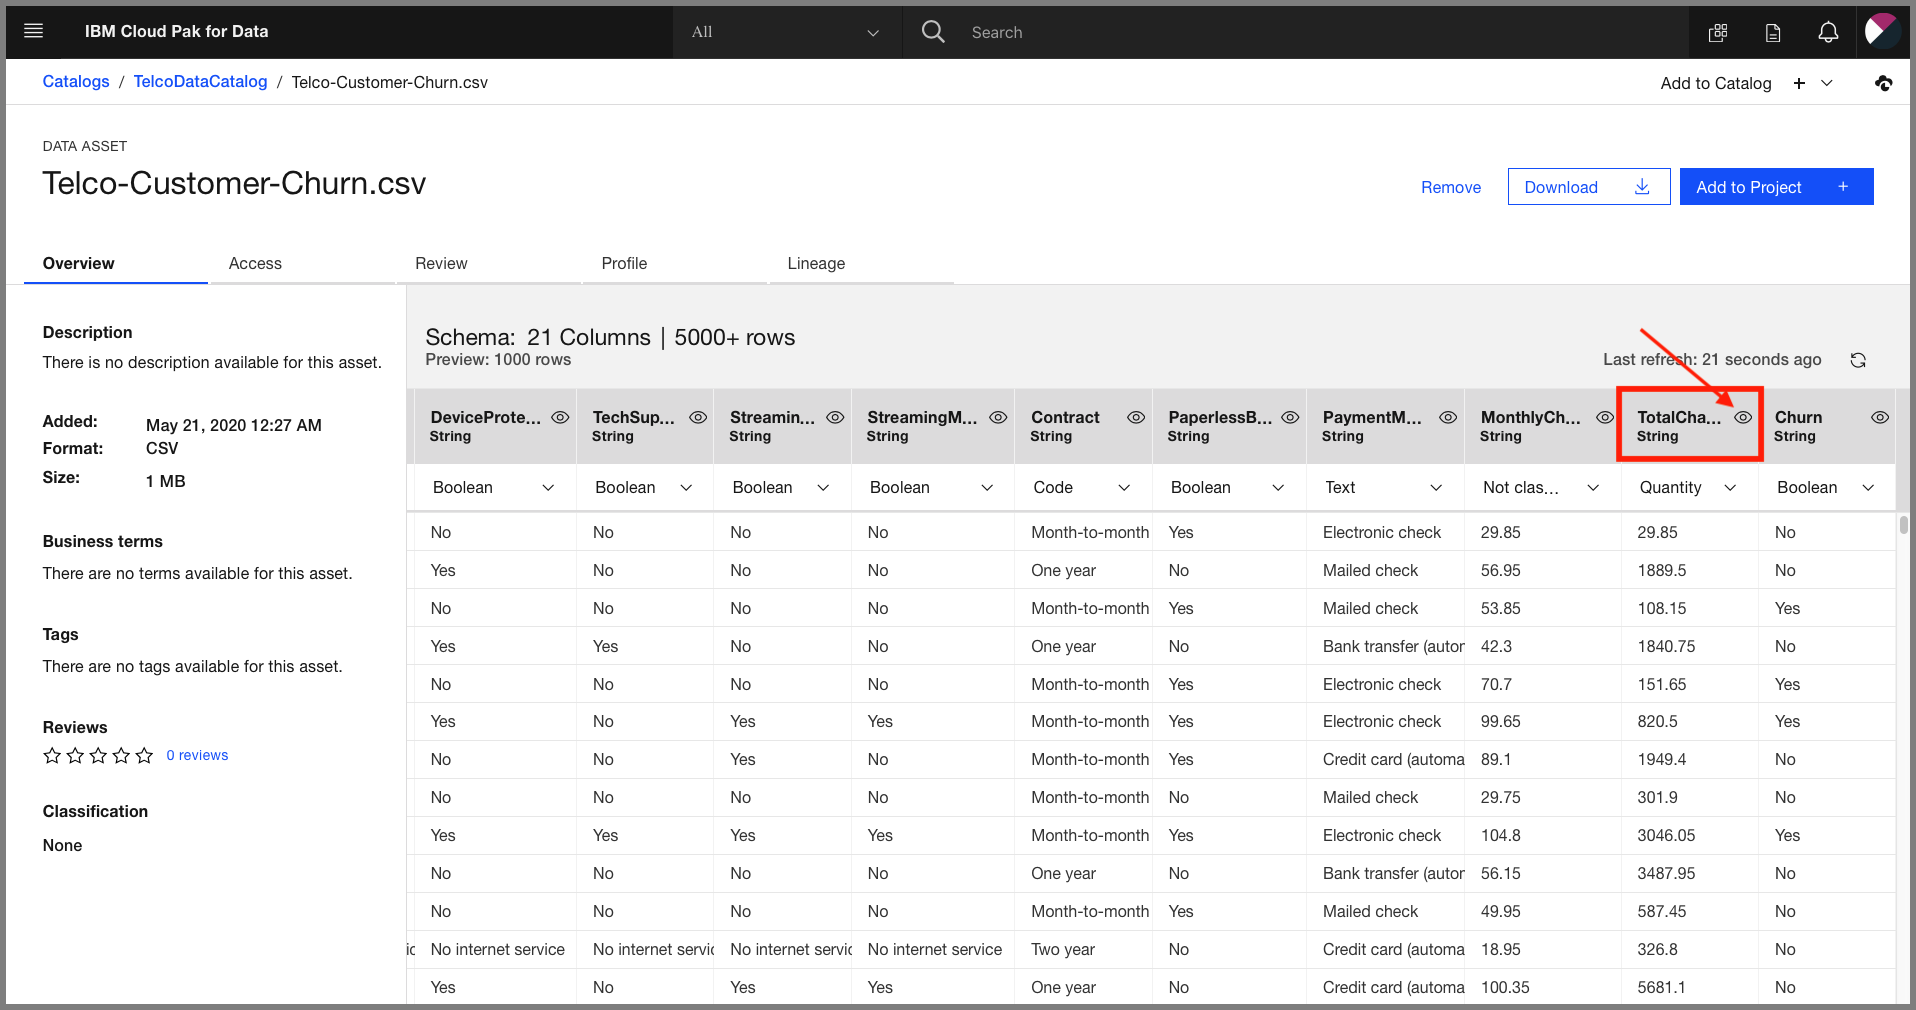 IBM Cloud Pak for Data
All
Search
Catalogs / TelcoDataCatalog / Telco-Customer-Churn.csv
Add to Catalog +
DATA ASSET
Telco-Customer-Churn.csv
Remove
Download
Add to Project +
Overview Access Review Profile Lineage
Description
There is no description available for this asset.
Added: May 21, 2020 12:27 AM
Format: CSV
Size: 1 MB
Business terms
There are no terms available for this asset.
Tags
There are no tags available for this asset.
Reviews
0 reviews
Classification
None
Schema: 21 Columns | 5000+ rows
Preview: 1000 rows
Last refresh: 21 seconds ago
DeviceProte... TechSup... Streamin... StreamingM... Contract PaperlessB... PaymentM... MonthlyCh... TotalCha... Churn
String String String String String String String String String String
Boolean Boolean Boolean Boolean Code Boolean Text Not clas... Quantity Boolean
No No No No Month-to-month Yes Electronic check 29.85 29.85 No
Yes No No No One year No Mailed check 56.95 1889.5 No
No No No No Month-to-month Yes Mailed check 53.85 108.15 Yes
Yes Yes No No One year No Bank transfer (autor 42.3 1840.75 No
No No No No Month-to-month Yes Electronic check 70.7 151.65 Yes
Yes No Yes Yes Month-to-month Yes Electronic check 99.65 820.5 Yes
No No Yes No Month-to-month Yes Credit card (automa 89.1 1949.4 No
No No No No Month-to-month No Mailed check 29.75 301.9 No
Yes Yes Yes Yes Month-to-month Yes Electronic check 104.8 3046.05 Yes
No No No No One year No Bank transfer (autor 56.15 3487.95 No
No No No No Month-to-month Yes Mailed check 49.95 587.45 No
ic No internet service No internet servic No internet servic No internet service Two year No Credit card (automa 18.95 326.8 No
Yes No Yes Yes One year No Credit card (automa 100.35 5681.1 No